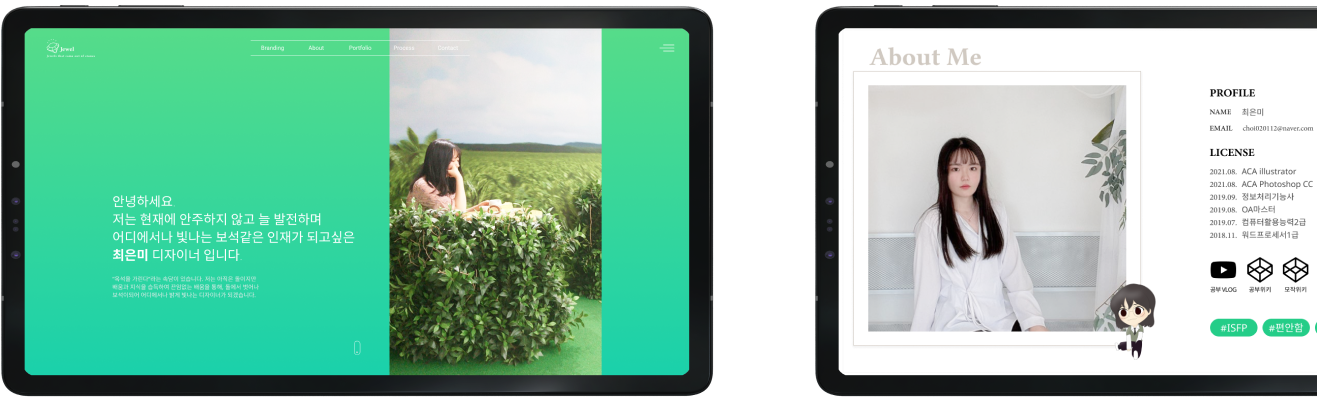 Jewel
Branding About Portfolio Process Contact
안녕하세요
저는 현재에 안주하지 않고 늘 발전하며
어디에서나 빛나는 보석같은 인재가 되고싶은
최은미 디자이너 입니다.
About Me
PROFILE
NAME 최은미
EMAIL choi020112@naver.com
LICENSE
2021.08. ACA illustrator
2021.08. ACA Photoshop CC
2019.09. 정보처리기능사
2019.08. OA마스터
2019.07. 컴퓨터활용능력2급
2018.11. 워드프로세서1급
공부 VLOG 공부위키 모작위키
#ISFP #편안함